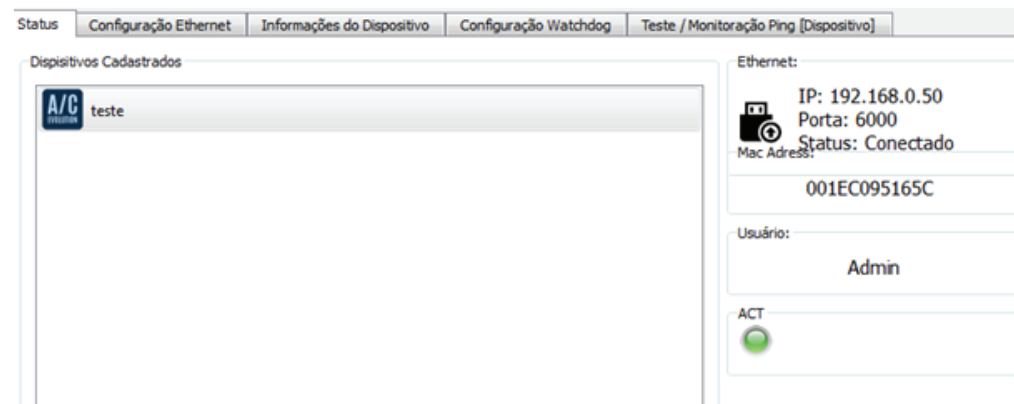 Status Configuração Ethernet Informações do Dispositivo Configuração Watchdog Teste / Monitoração Ping [Dispositivo]
Dispisitivos Cadastrados
A/C
EVOLUTION
teste
Ethernet:
IP: 192.168.0.50
Porta: 6000
Status: Conectado
Mac Adress:
001EC095165C
Usuário:
Admin
ACT